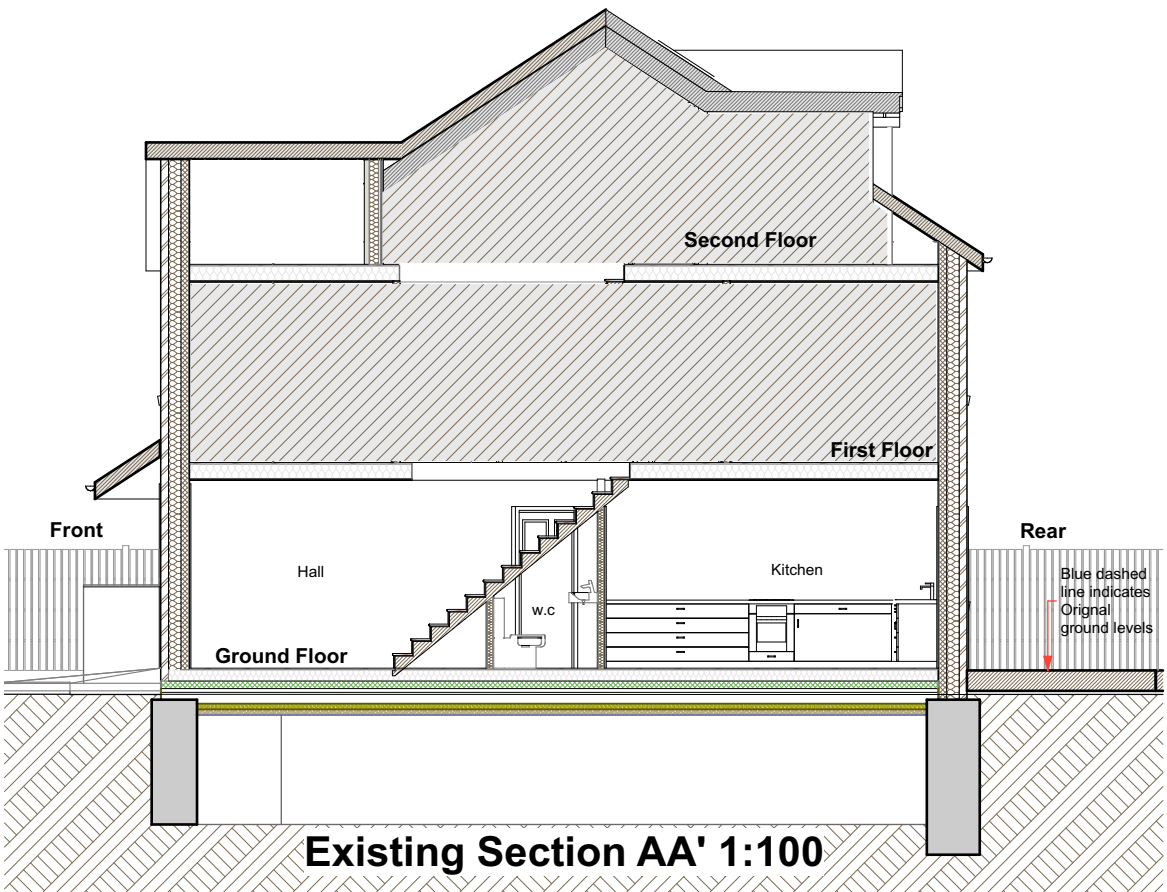 Second Floor
First Floor
Front
Rear
Hall
Kitchen
Blue dashed
line indicates
Orignal
ground levels
w.c
Ground Floor
Existing Section AA' 1:100